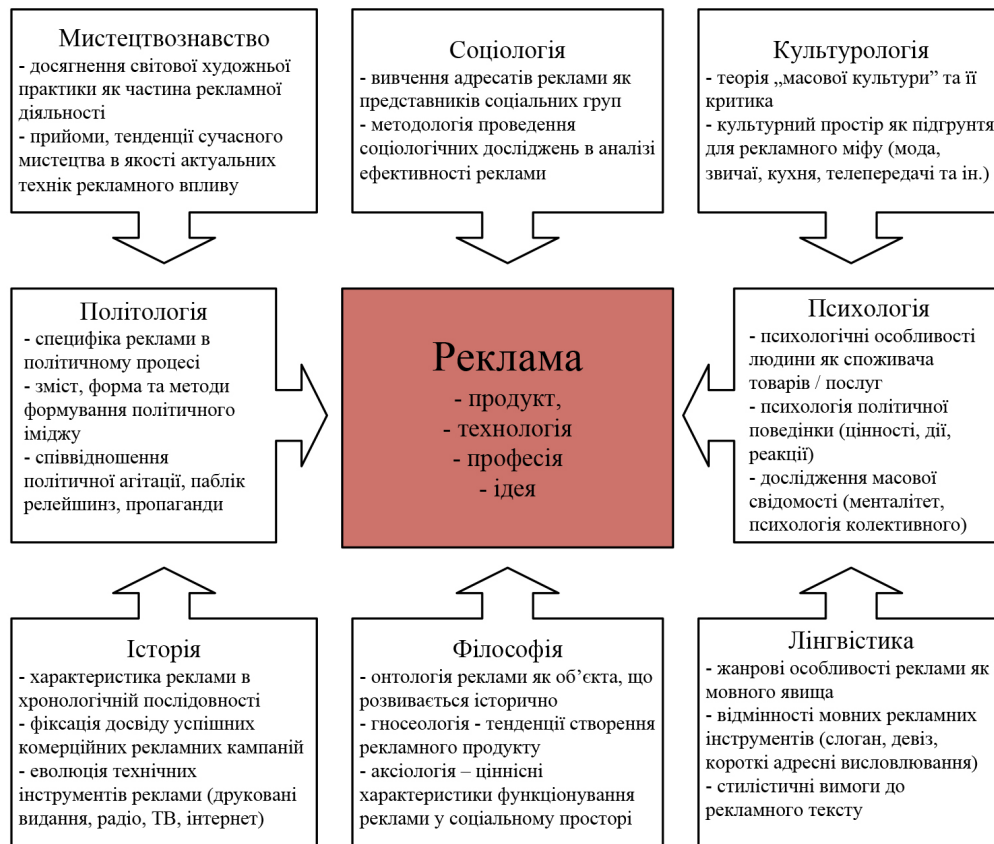 Мистецтвознавство
- досягнення світової художньої
практики як частина рекламної
діяльності
- прийоми, тенденції сучасного
мистецтва в якості актуальних
технік рекламного впливу
Соціологія
- вивчення адресатів реклами як
представників соціальних груп
- методологія проведення
соціологічних досліджень в аналізі
ефективності реклами
Культурологія
- теорія „масової культури” та її
критика
- культурний простір як підгрунтя
для рекламного міфу (мода,
звичаї, кухня, телепередачі та ін.)
Політологія
- специфіка реклами в
політичному процесі
- зміст, форма та методи
формування політичного
іміджу
- співвідношення
політичної агітації, паблік
релейшинз, пропаганди
Реклама
- продукт,
- технологія
- професія
- ідея
Психологія
- психологічні особливості
людини як споживача
товарів / послуг
- психологія політичної
поведінки (цінності, дії,
реакції)
- дослідження масової
свідомості (менталітет,
психологія колективного)
Історія
- характеристика реклами в
хронологічній послідовності
- фіксація досвіду успішних
комерційних рекламних кампаній
- еволюція технічних
інструментів реклами (друковані
видання, радіо, ТВ, інтернет)
Філософія
- онтологія реклами як об’єкта, що
розвивається історично
- гносеологія - тенденції створення
рекламного продукту
- аксіологія – ціннісні
характеристики функціонування
реклами у соціальному просторі
Лінгвістика
- жанрові особливості реклами як
мовного явища
- відмінності мовних рекламних
інструментів (слоган, девіз,
короткі адресні висловлювання)
- стилістичні вимоги до
рекламного тексту